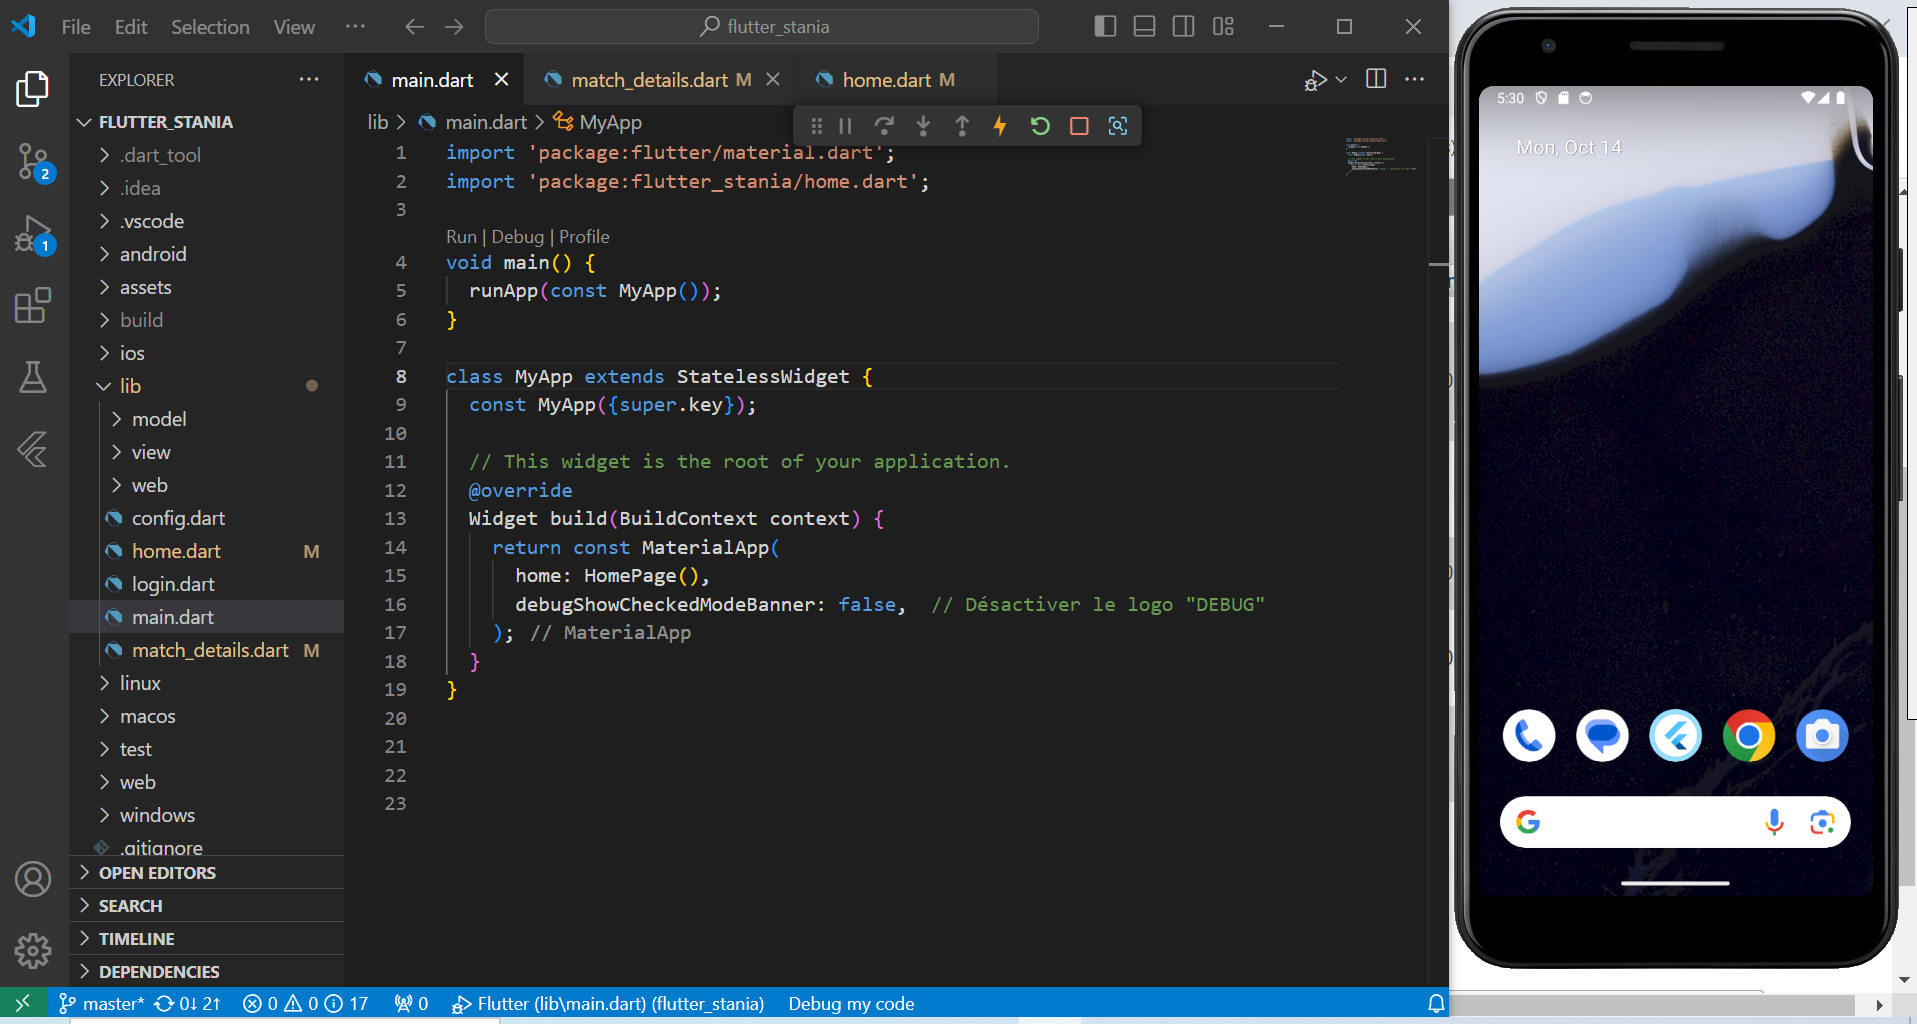 File Edit Selection View ··· flutter_stania
EXPLORER ···
FLUTTER_STANIA
.dart_tool
.idea
.vscode
android
assets
build
ios
lib
model
view
web
config.dart
home.dart M
login.dart
main.dart
match_details.dart M
linux
macos
test
web
windows
.gitignore
OPEN EDITORS
SEARCH
TIMELINE
DEPENDENCIES
2
1
main.dart match_details.dart M home.dart M
lib > main.dart > MyApp
1 import 'package:flutter/material.dart';
2 import 'package:flutter_stania/home.dart';
3
Run | Debug | Profile
4 void main() {
5 runApp(const MyApp());
6 }
7
8 class MyApp extends StatelessWidget {
9 const MyApp({super.key});
10
11 // This widget is the root of your application.
12 @override
13 Widget build(BuildContext context) {
14 return const MaterialApp(
15 home: HomePage(),
16 debugShowCheckedModeBanner: false, // Désactiver le logo "DEBUG"
17 ); // MaterialApp
18 }
19 }
20
21
22
23
master* 0↓ 2↑ 0 0 17 0 Flutter (lib\main.dart) (flutter_stania) Debug my code
5:30
Mon, Oct 14